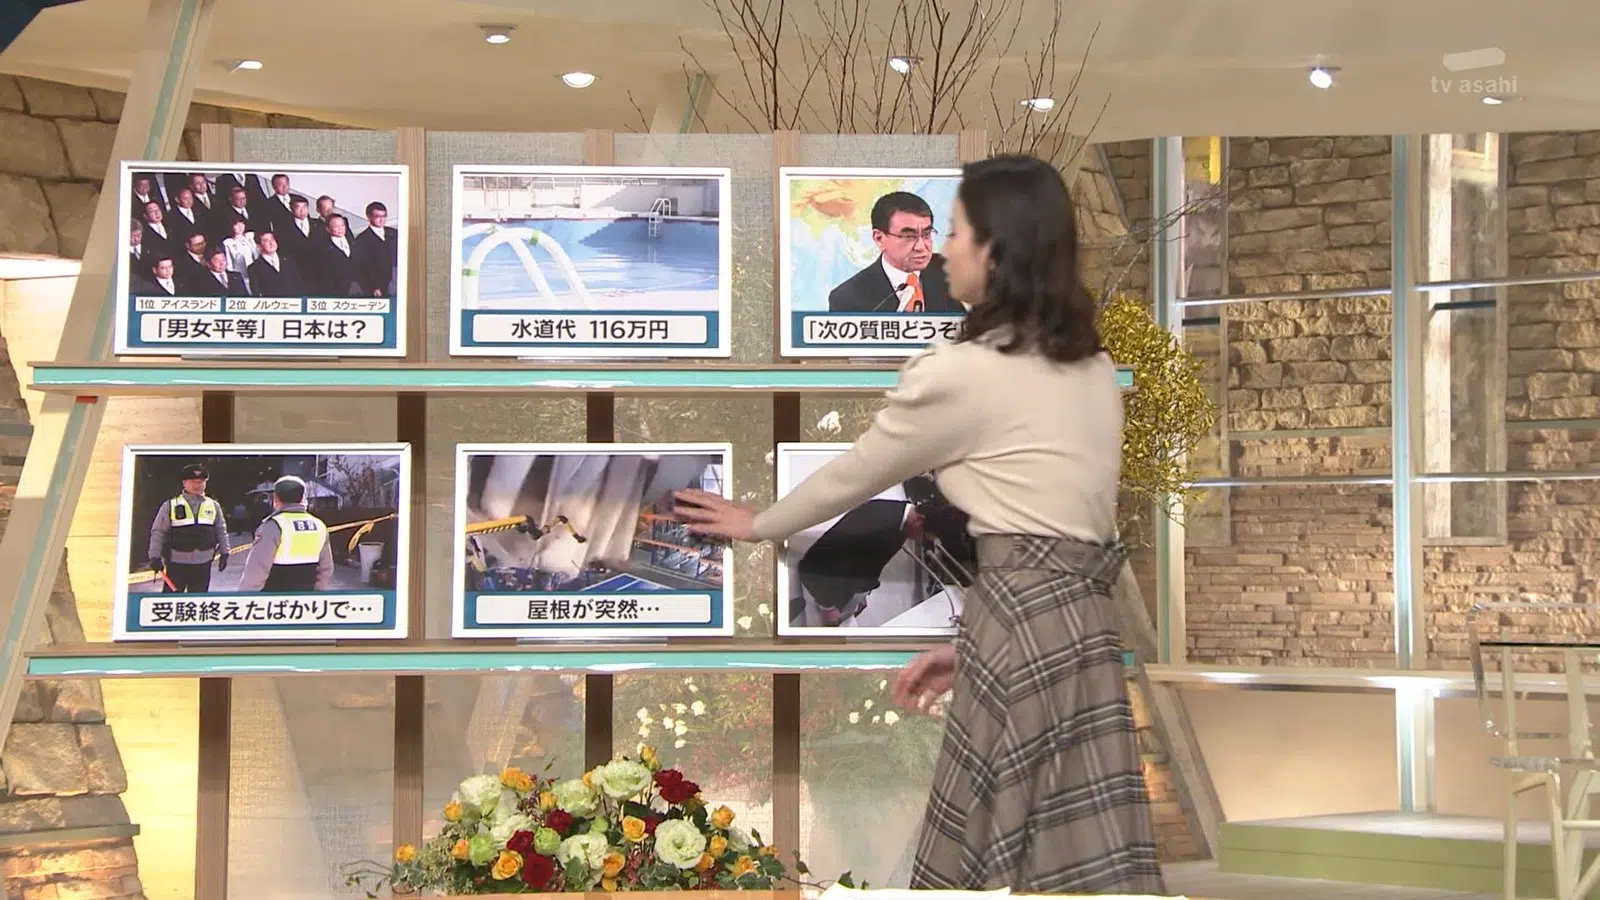 tv asahi
1位 アイスランド 2位 ノルウェー 3位 スウェーデン
「男女平等」日本は？
水道代 116万円
「次の質問どうぞ
受験終えたばかりで…
屋根が突然…